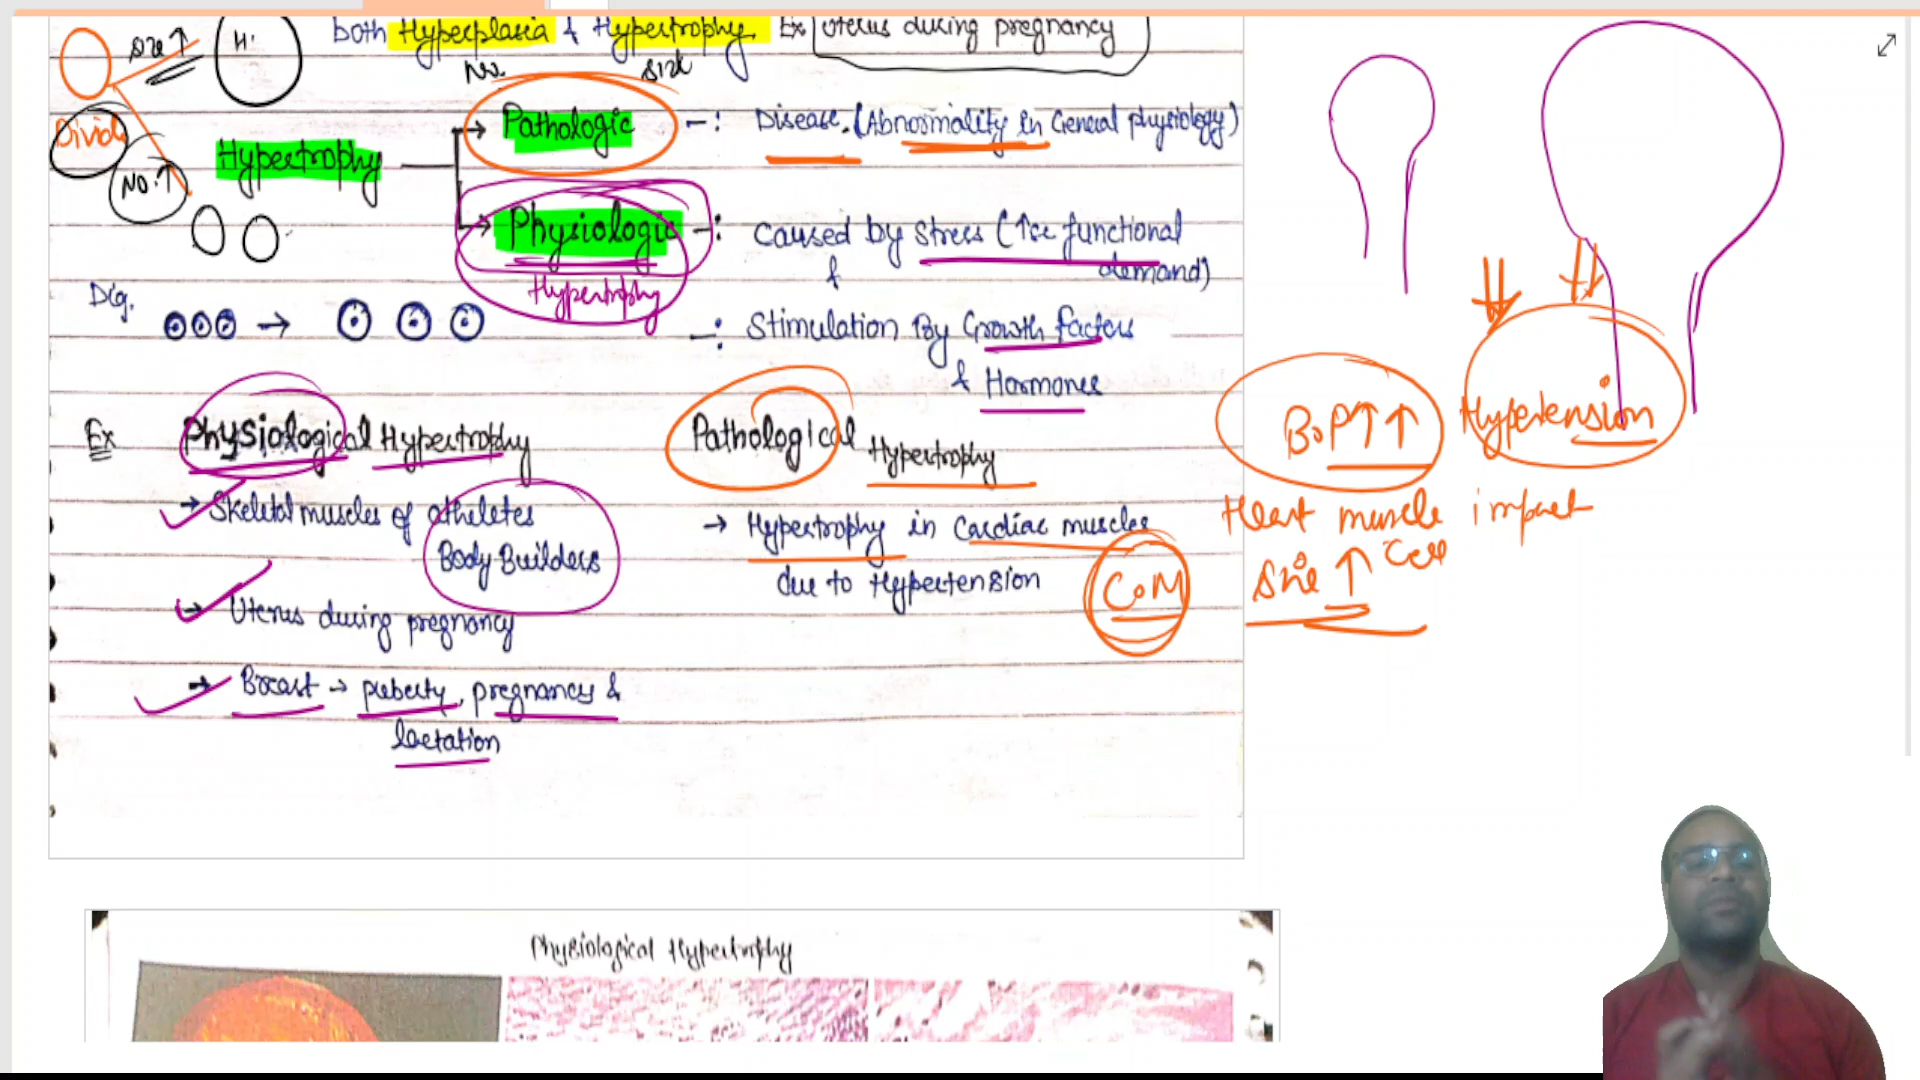 both Hyperplasia & Hypertrophy Ex Uterus during pregnancy
Size ↑ H:
No. size
Divide
No. ↑
Hypertrophy
→ Pathologic -: Disease. (Abnormality in General physiology)
→ Physiologic -: Caused by Stress (↑ce functional demand)
&
Hypertrophy
-: Stimulation By Growth factors
& Hormones
Dig.
Ex Physiological Hypertrophy
→ Skeletal muscles of atheletes
Body Builders
→ Uterus during pregnancy
→ Breast → puberty, pregnancy &
lactation
Pathological Hypertrophy
→ Hypertrophy in Cardiac muscles
due to Hypertension
C.M
B.P ↑↑ Hypertension
Heart muscle impact
Size ↑ Cell
Physiological Hypertrophy